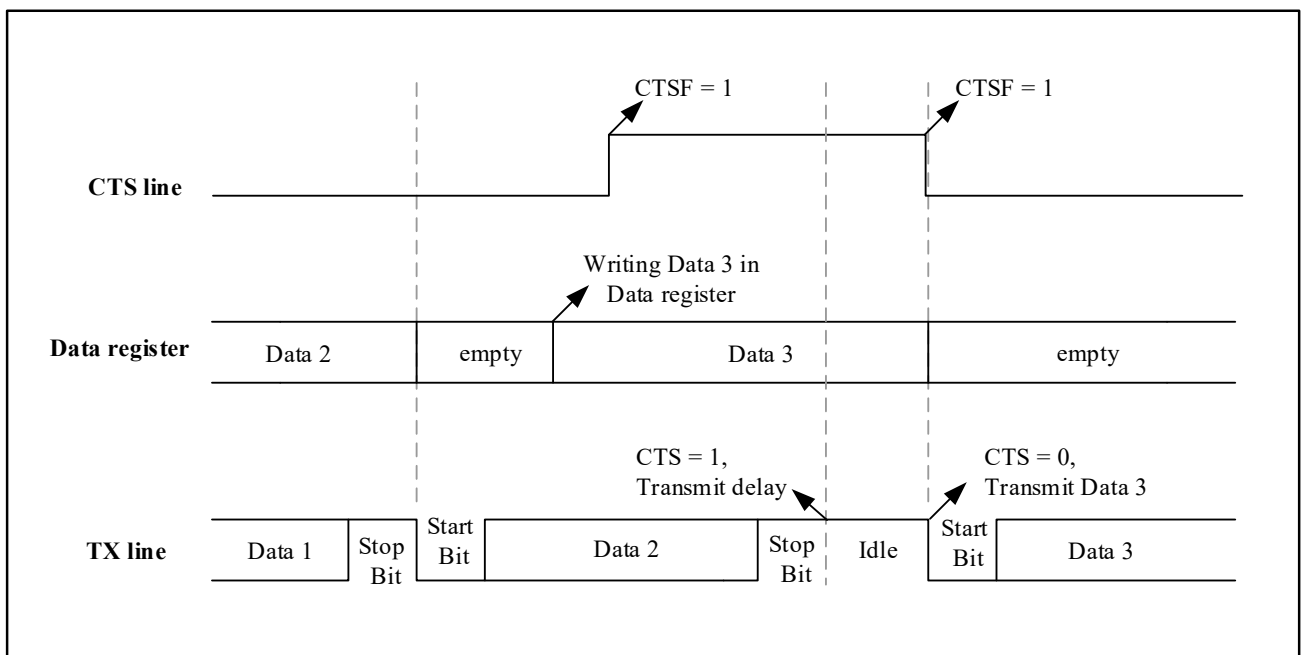 CTSF = 1
CTSF = 1
CTS line
Writing Data 3 in
Data register
Data register
Data 2
empty
Data 3
empty
CTS = 1,
Transmit delay
CTS = 0,
Transmit Data 3
TX line
Data 1
Stop
Bit
Start
Bit
Data 2
Stop
Bit
Idle
Start
Bit
Data 3